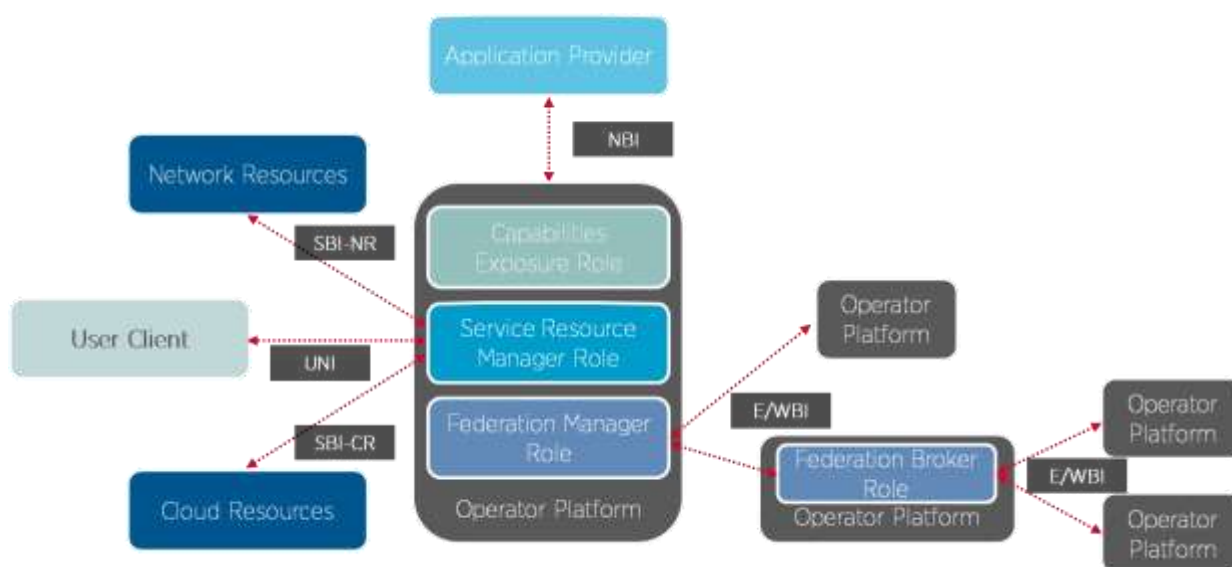 Application Provider
NBI
Network Resources
Capabilities
Exposure Role
SBI-NR
Operator
Platform
User Client
Service Resource
Manager Role
UNI
E/WBI
Operator
Platform
Federation Manager
Role
SBI-CR
Federation Broker
Role
E/WBI
Cloud Resources
Operator Platform
Operator Platform
Operator
Platform